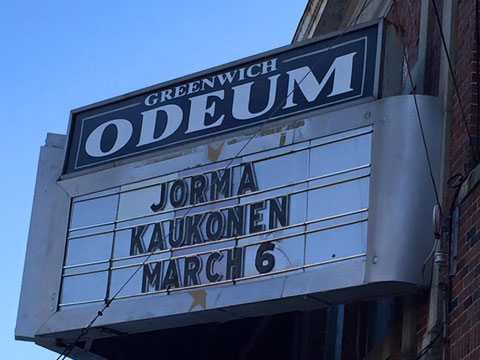 GREENWICH
ODEUM
JORMA
KAUKONEN
MARCH 6